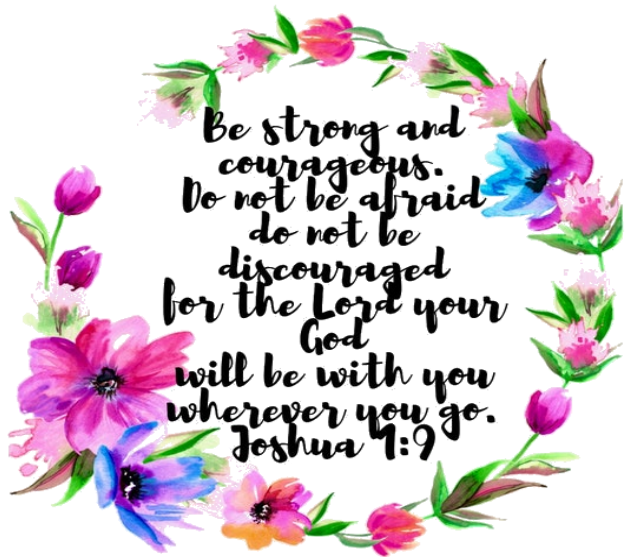 Be strong and
courageous.
Do not be afraid
do not be
discouraged
for the Lord your
God
will be with you
wherever you go.
Joshua 1:9